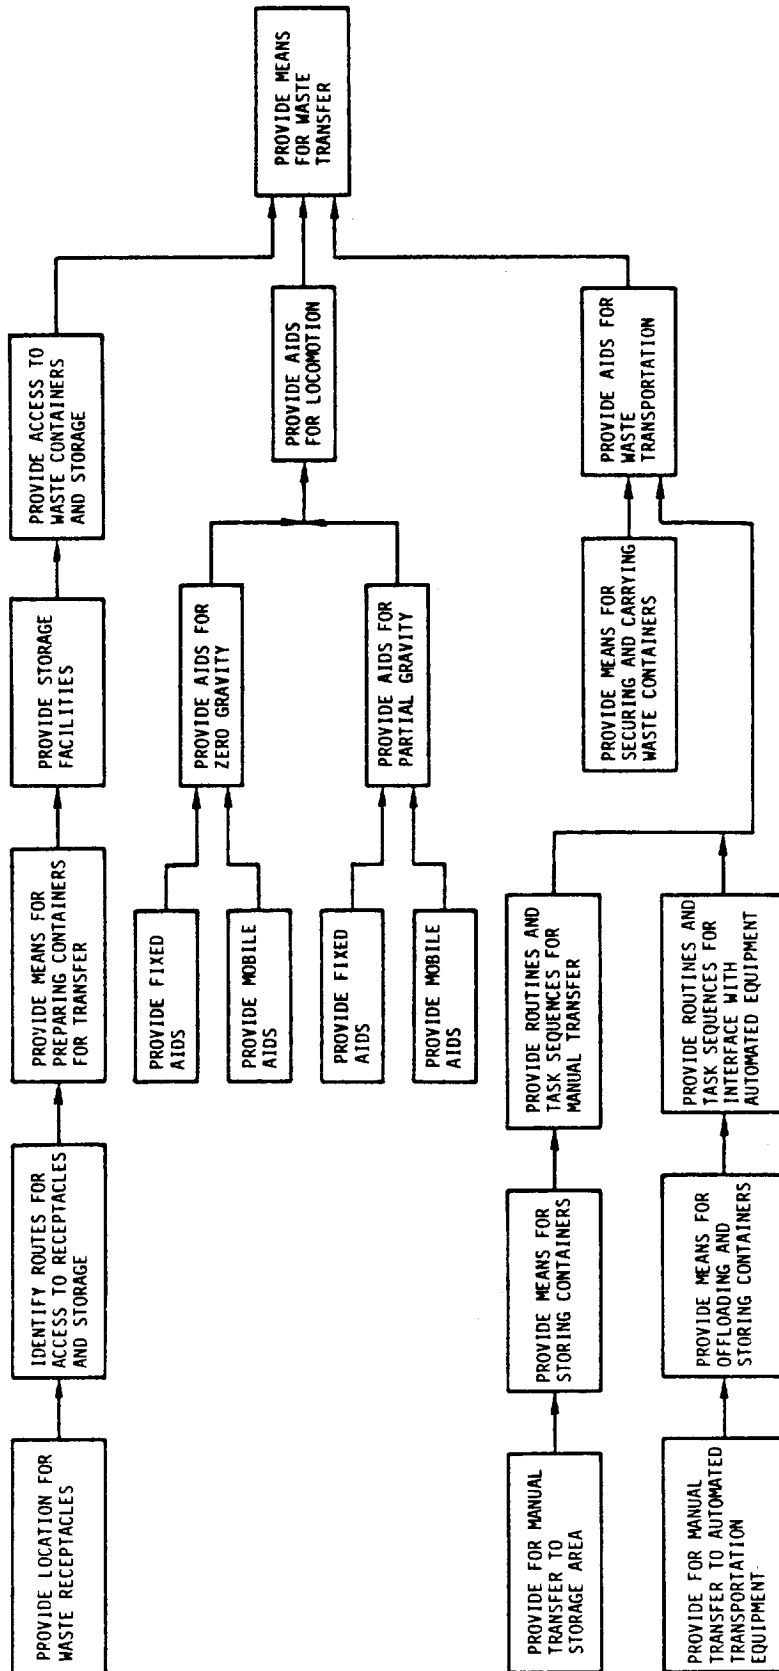 PROVIDE LOCATION FOR
WASTE RECEPTACLES
IDENTIFY ROUTES FOR
ACCESS TO RECEPTACLES
AND STORAGE
PROVIDE MEANS FOR
PREPARING CONTAINERS
FOR TRANSFER
PROVIDE STORAGE
FACILITIES
PROVIDE ACCESS TO
WASTE CONTAINERS
AND STORAGE
PROVIDE FIXED
AIDS
PROVIDE MOBILE
AIDS
PROVIDE AIDS FOR
ZERO GRAVITY
PROVIDE FIXED
AIDS
PROVIDE MOBILE
AIDS
PROVIDE AIDS FOR
PARTIAL GRAVITY
PROVIDE AIDS
FOR LOCOMOTION
PROVIDE MEANS
FOR WASTE
TRANSFER
PROVIDE FOR MANUAL
TRANSFER TO
STORAGE AREA
PROVIDE MEANS FOR
STORING CONTAINERS
PROVIDE ROUTINES AND
TASK SEQUENCES FOR
MANUAL TRANSFER
PROVIDE MEANS FOR
SECURING AND CARRYING
WASTE CONTAINERS
PROVIDE AIDS FOR
WASTE
TRANSPORTATION
PROVIDE FOR MANUAL
TRANSFER TO AUTOMATED
TRANSPORTATION
EQUIPMENT
PROVIDE MEANS FOR
OFFLOADING AND
STORING CONTAINERS
PROVIDE ROUTINES AND
TASK SEQUENCES FOR
INTERFACE WITH
AUTOMATED EQUIPMENT